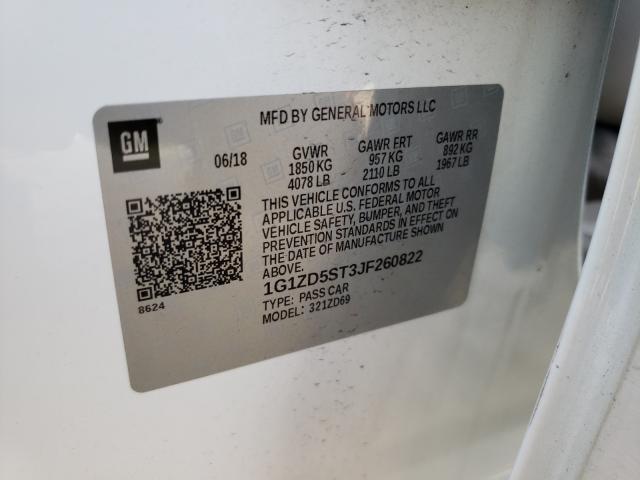 MFD BY GENERAL MOTORS LLC
GM
06/18
GVWR GAWR FRT GAWR RR
1850 KG 957 KG 892 KG
4078 LB 2110 LB 1967 LB
THIS VEHICLE CONFORMS TO ALL
APPLICABLE U.S. FEDERAL MOTOR
VEHICLE SAFETY, BUMPER, AND THEFT
PREVENTION STANDARDS IN EFFECT ON
THE DATE OF MANUFACTURE SHOWN
ABOVE.
1G1ZD5ST3JF260822
TYPE: PASS CAR
MODEL: 321ZD69
8624